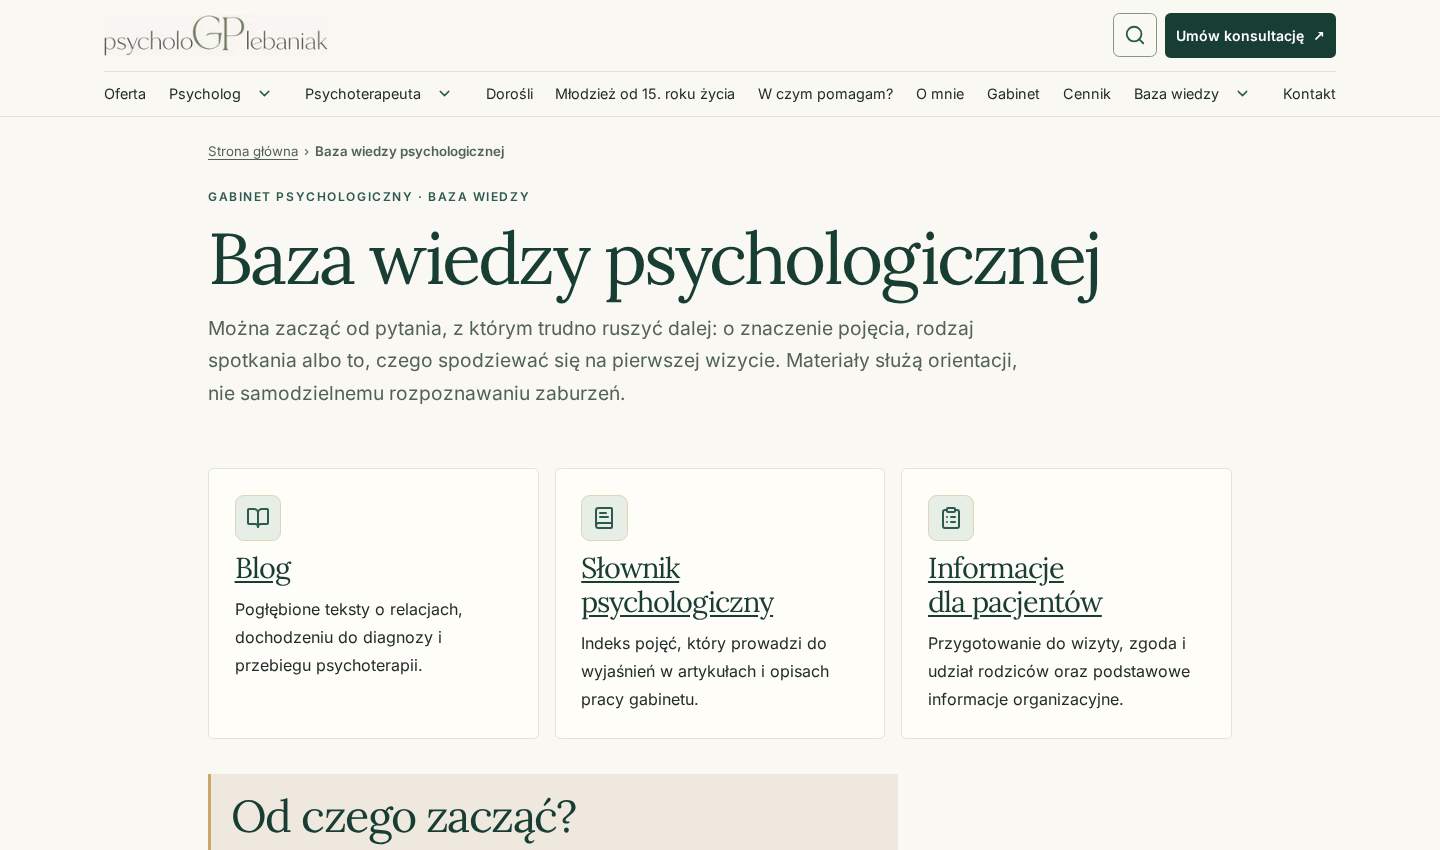 psycholoGPlebaniak
Umów konsultację ↗
Oferta Psycholog Psychoterapeuta Dorośli Młodzież od 15. roku życia W czym pomagam? O mnie Gabinet Cennik Baza wiedzy Kontakt
Strona główna › Baza wiedzy psychologicznej
GABINET PSYCHOLOGICZNY · BAZA WIEDZY
Baza wiedzy psychologicznej
Można zacząć od pytania, z którym trudno ruszyć dalej: o znaczenie pojęcia, rodzaj
spotkania albo to, czego spodziewać się na pierwszej wizycie. Materiały służą orientacji,
nie samodzielnemu rozpoznawaniu zaburzeń.
Blog
Pogłębione teksty o relacjach,
dochodzeniu do diagnozy i
przebiegu psychoterapii.
Słownik
psychologiczny
Indeks pojęć, który prowadzi do
wyjaśnień w artykułach i opisach
pracy gabinetu.
Informacje
dla pacjentów
Przygotowanie do wizyty, zgoda i
udział rodziców oraz podstawowe
informacje organizacyjne.
Od czego zacząć?